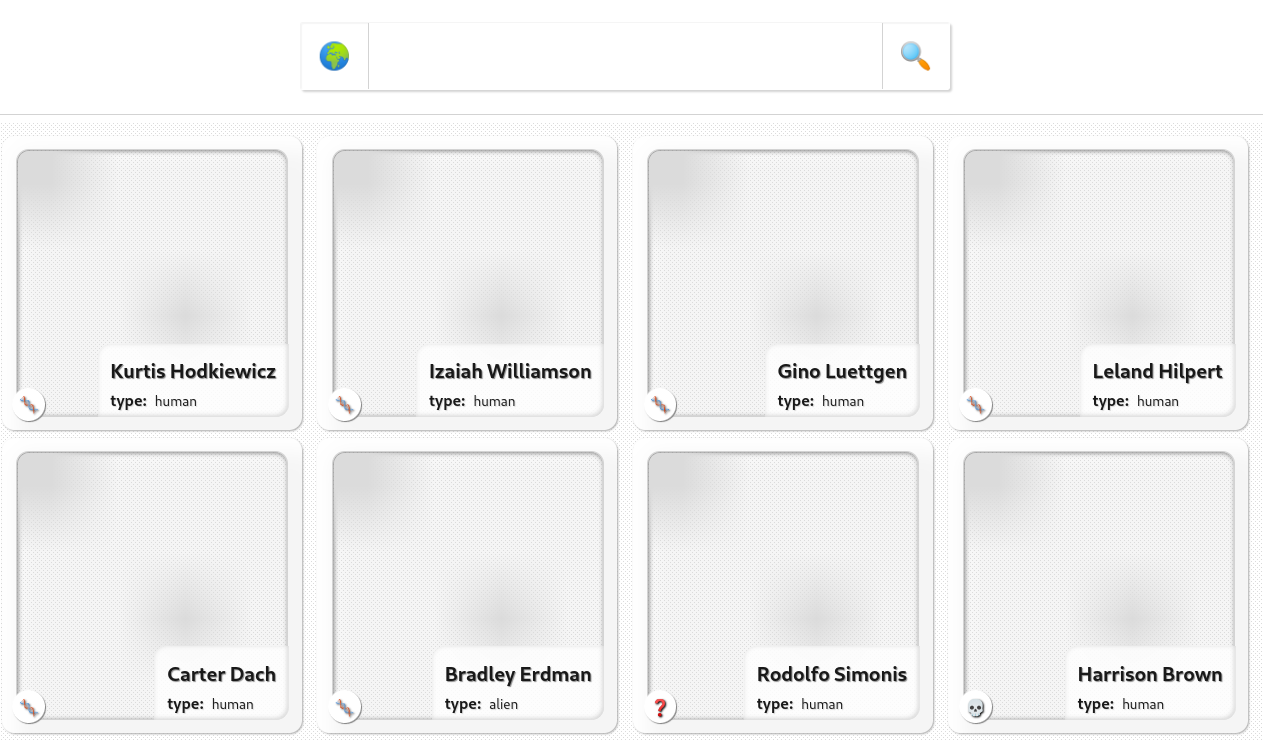 Kurtis Hodkiewicz
type: human
Izaiah Williamson
type: human
Gino Luettgen
type: human
Leland Hilpert
type: human
Carter Dach
type: human
Bradley Erdman
type: alien
Rodolfo Simonis
type: human
Harrison Brown
type: human